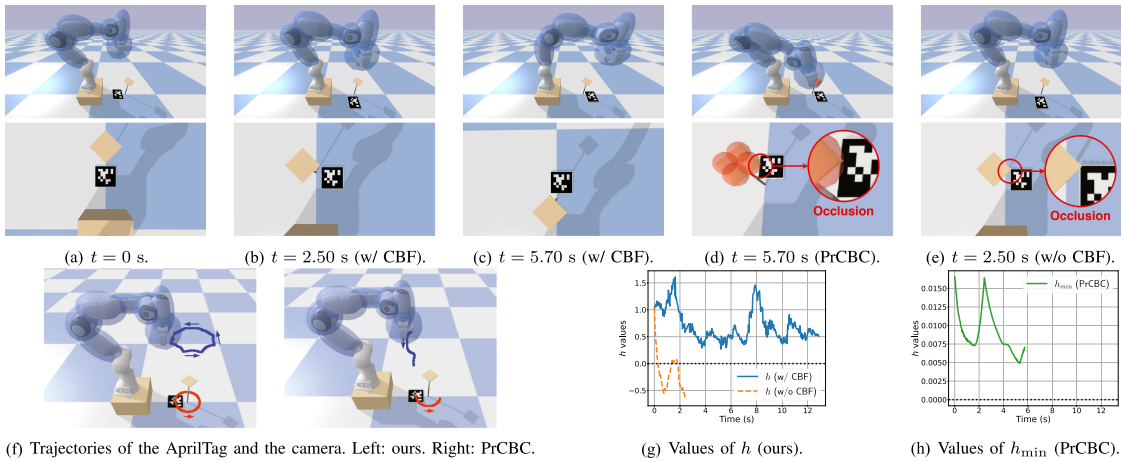 Occlusion
Occlusion
(a) t = 0 s.
(b) t = 2.50 s (w/ CBF).
(c) t = 5.70 s (w/ CBF).
(d) t = 5.70 s (PrCBC).
(e) t = 2.50 s (w/o CBF).
(f) Trajectories of the AprilTag and the camera. Left: ours. Right: PrCBC.
1.5
1.0
0.5
0.0
−0.5
h values
0 2 4 6 8 10 12
Time (s)
h (w/ CBF)
h (w/o CBF)
(g) Values of h (ours).
0.0150
0.0125
0.0100
0.0075
0.0050
0.0025
0.0000
h values
0 2 4 6 8 10 12
Time (s)
h_min (PrCBC)
(h) Values of h_min (PrCBC).